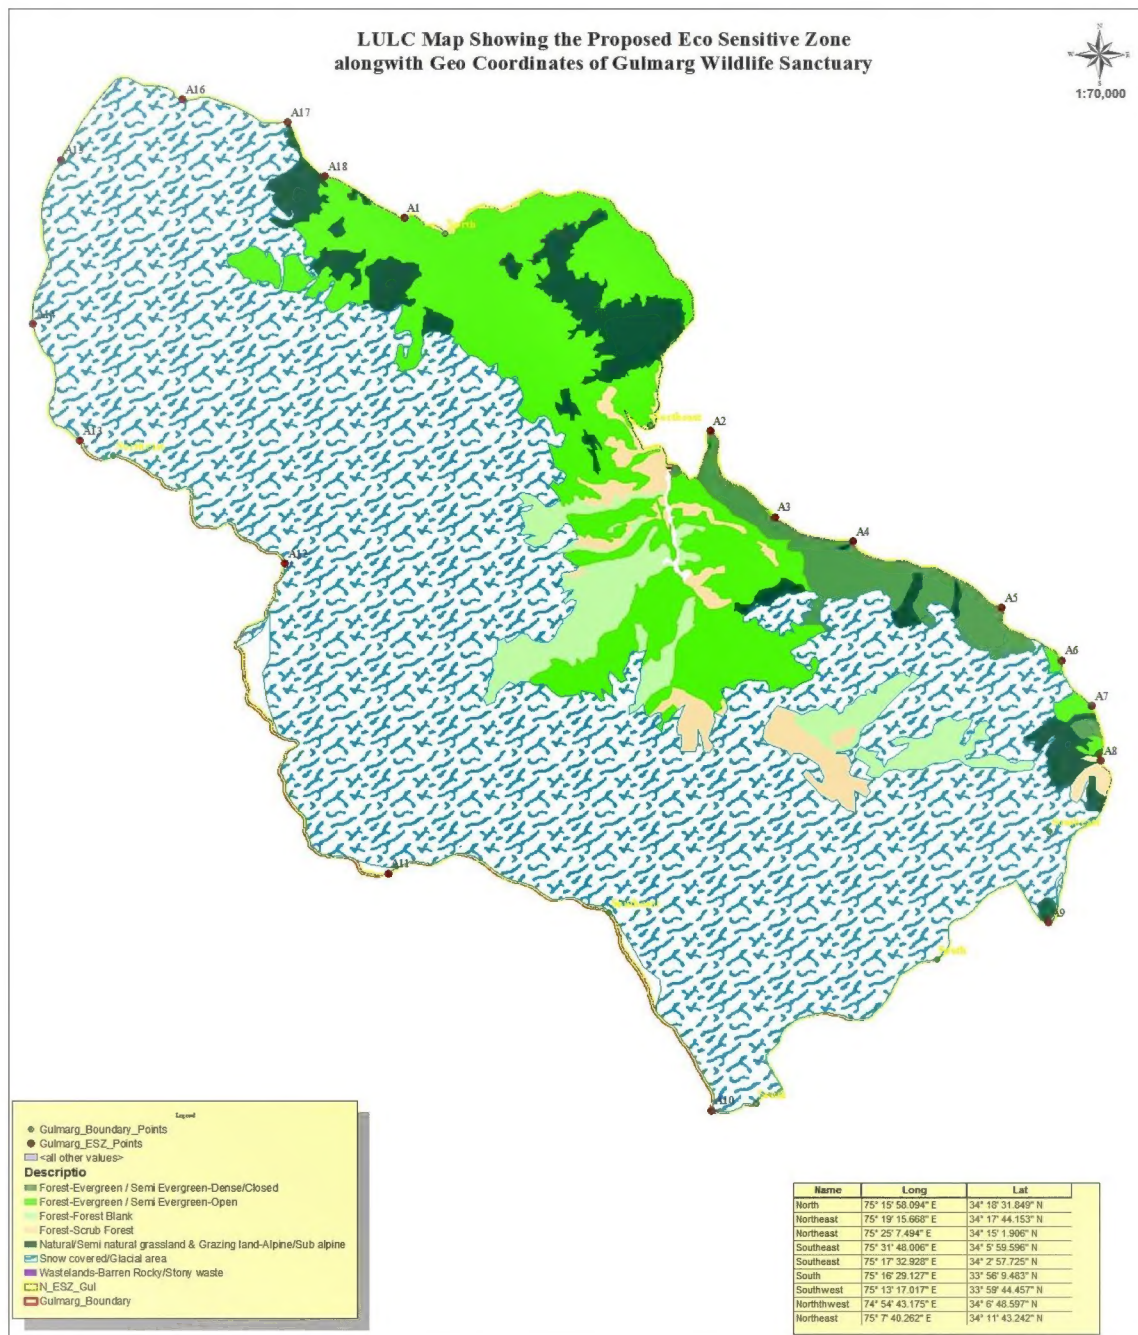 LULC Map Showing the Proposed Eco Sensitive Zone
alongwith Geo Coordinates of Gulmarg Wildlife Sanctuary
N
W
E
S
1:70,000
A16
A17
A15
A18
A1
North
A14
Northeast
A2
A13
A3
A4
A12
A5
A6
A7
A8
A11
A9
South
A10
Legend
Gulmarg_Boundary_Points
Gulmarg_ESZ_Points
<all other values>
Descriptio
Forest-Evergreen / Semi Evergreen-Dense/Closed
Forest-Evergreen / Semi Evergreen-Open
Forest-Forest Blank
Forest-Scrub Forest
Natural/Semi natural grassland & Grazing land-Alpine/Sub alpine
Snow covered/Glacial area
Wastelands-Barren Rocky/Stony waste
N_ESZ_Gul
Gulmarg_Boundary
Name Long Lat
North 75° 15' 58.094" E 34° 18' 31.849" N
Northeast 75° 19' 15.668" E 34° 17' 44.153" N
Northeast 75° 25' 7.494" E 34° 15' 1.906" N
Southeast 75° 31' 48.006" E 34° 5' 59.596" N
Southeast 75° 17' 32.928" E 34° 2' 57.725" N
South 75° 16' 29.127" E 33° 56' 9.483" N
Southwest 75° 13' 17.017" E 33° 59' 44.457" N
Norththwest 74° 54' 43.175" E 34° 6' 48.597" N
Northeast 75° 7' 40.262" E 34° 11' 43.242" N